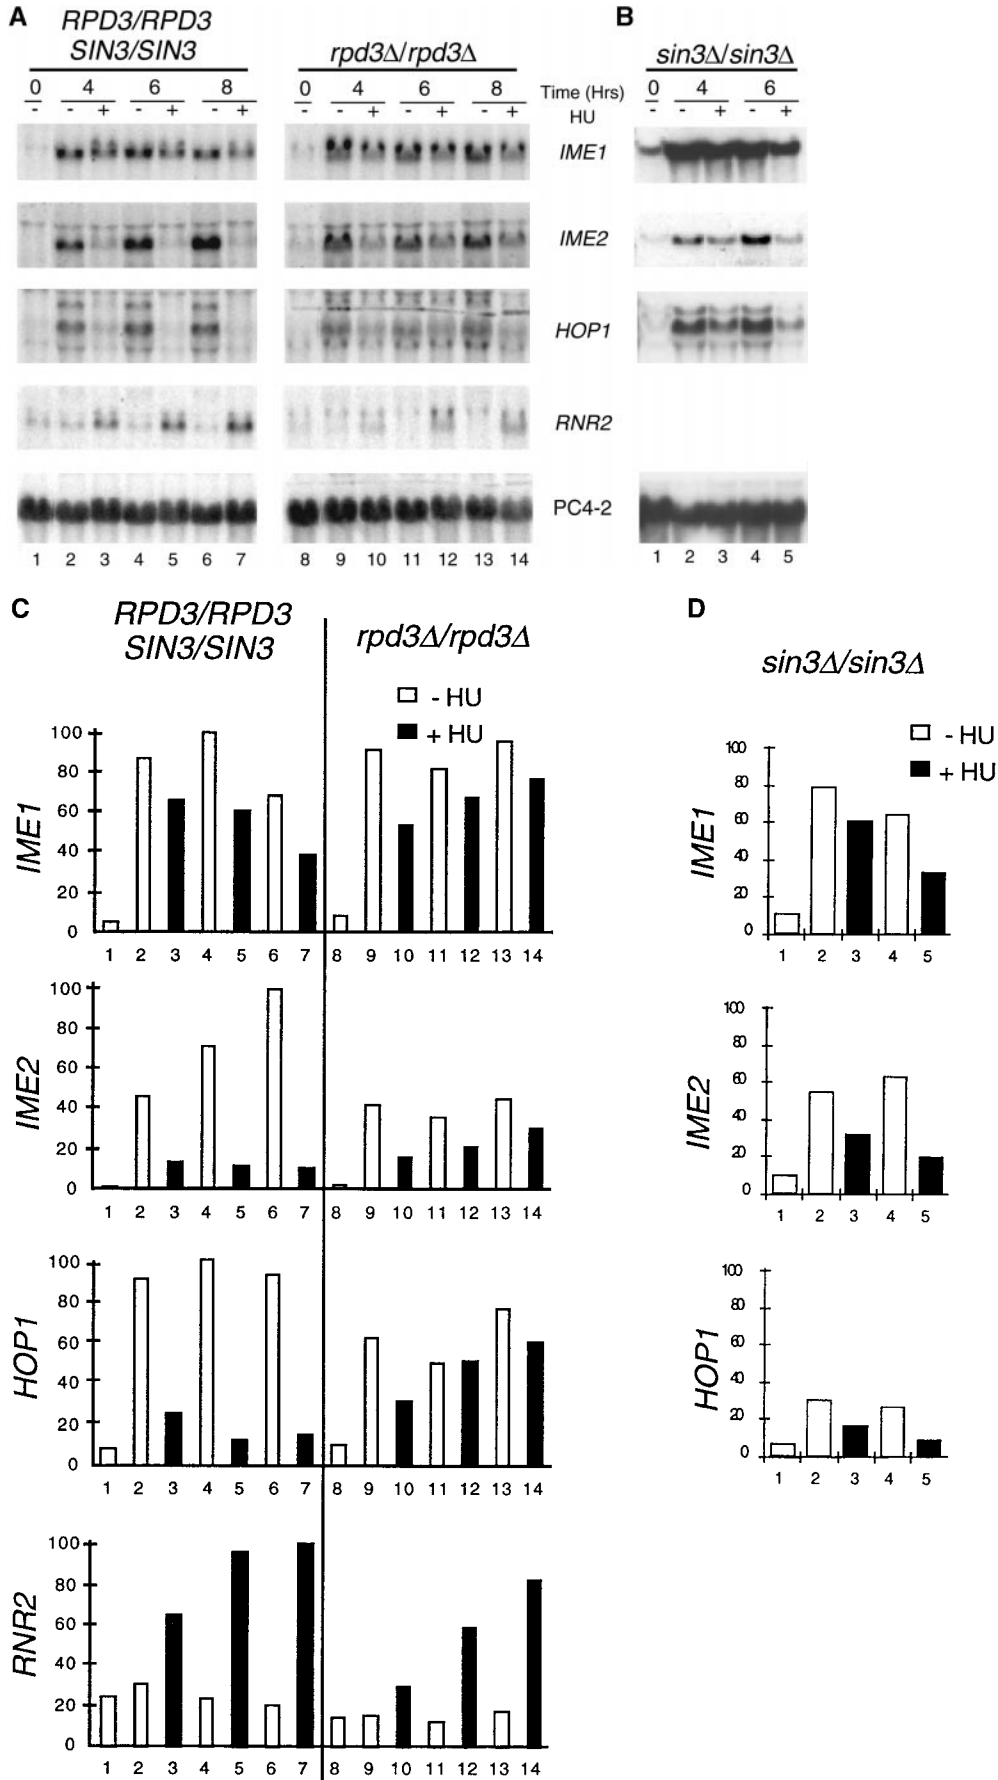 A
RPD3/RPD3
SIN3/SIN3
rpd3Δ/rpd3Δ
0 4 6 8
0 4 6 8
Time (Hrs)
- - + - + - +
- - + - + - +
HU
IME1
IME2
HOP1
RNR2
PC4-2
1 2 3 4 5 6 7
8 9 10 11 12 13 14
B
sin3Δ/sin3Δ
0 4 6
- - + - +
1 2 3 4 5
C
RPD3/RPD3
SIN3/SIN3
rpd3Δ/rpd3Δ
- HU
+ HU
IME1
100
80
60
40
20
0
1 2 3 4 5 6 7 8 9 10 11 12 13 14
IME2
100
80
60
40
20
0
1 2 3 4 5 6 7 8 9 10 11 12 13 14
HOP1
100
80
60
40
20
0
1 2 3 4 5 6 7 8 9 10 11 12 13 14
RNR2
100
80
60
40
20
0
1 2 3 4 5 6 7 8 9 10 11 12 13 14
D
sin3Δ/sin3Δ
- HU
+ HU
IME1
100
80
60
40
20
0
1 2 3 4 5
IME2
100
80
60
40
20
0
1 2 3 4 5
HOP1
100
80
60
40
20
0
1 2 3 4 5